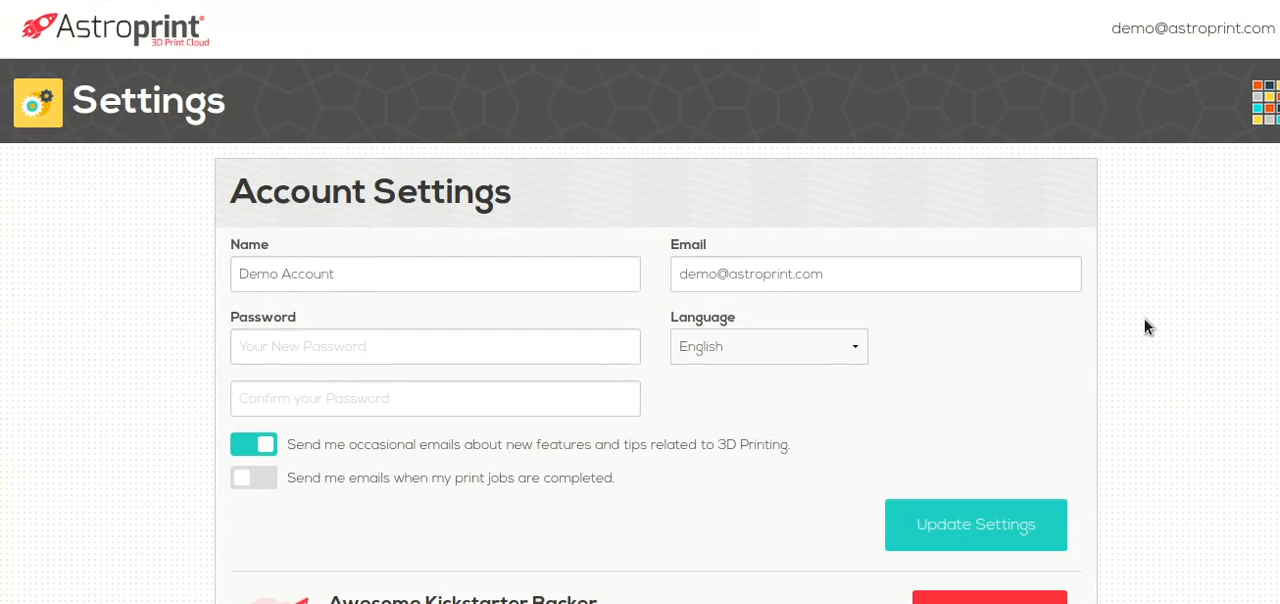 Astroprint®
3D Print Cloud
demo@astroprint.com
Settings
Account Settings
Name
Email
Demo Account
demo@astroprint.com
Password
Language
Your New Password
English
Confirm your Password
Send me occasional emails about new features and tips related to 3D Printing.
Send me emails when my print jobs are completed.
Update Settings
Awesome Kickstarter Backer